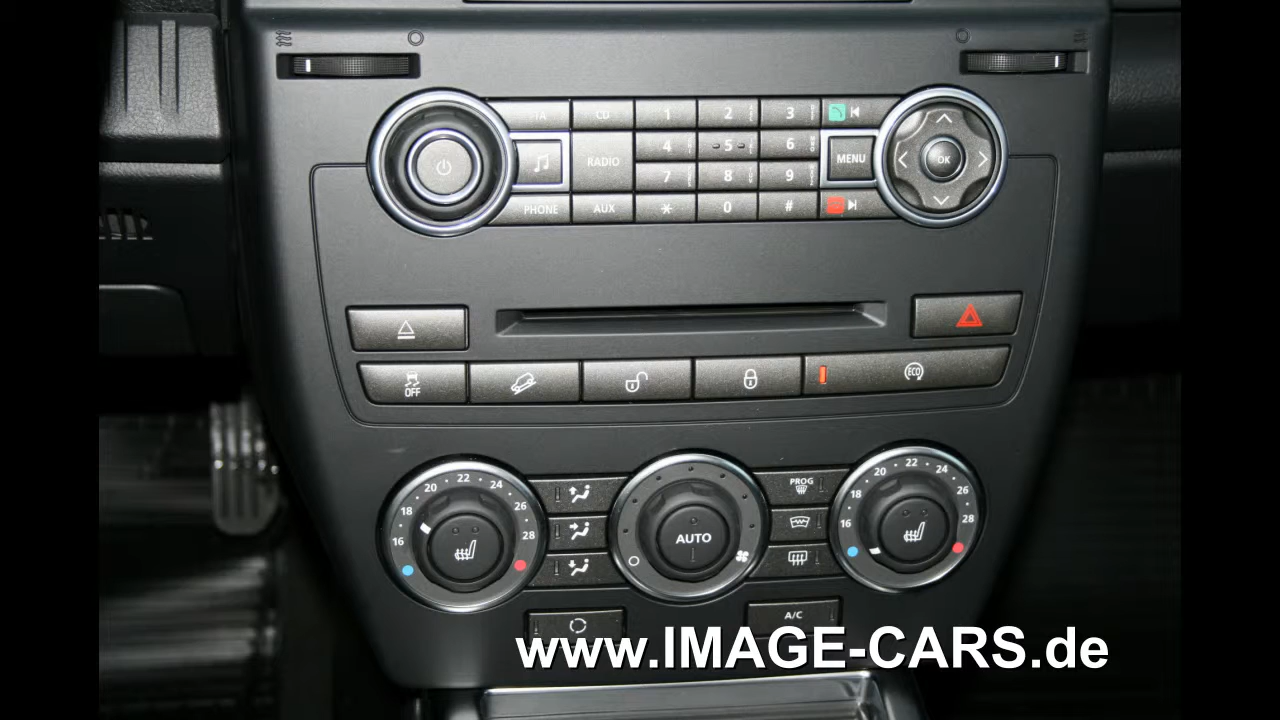 TA CD 1 2 3
RADIO 4 -5- 6 MENU OK
7 8 9
PHONE AUX * 0 #
OFF ECO
16 18 20 22 24 26 28
AUTO
PROG
16 18 20 22 24 26 28
A/C
www.IMAGE-CARS.de